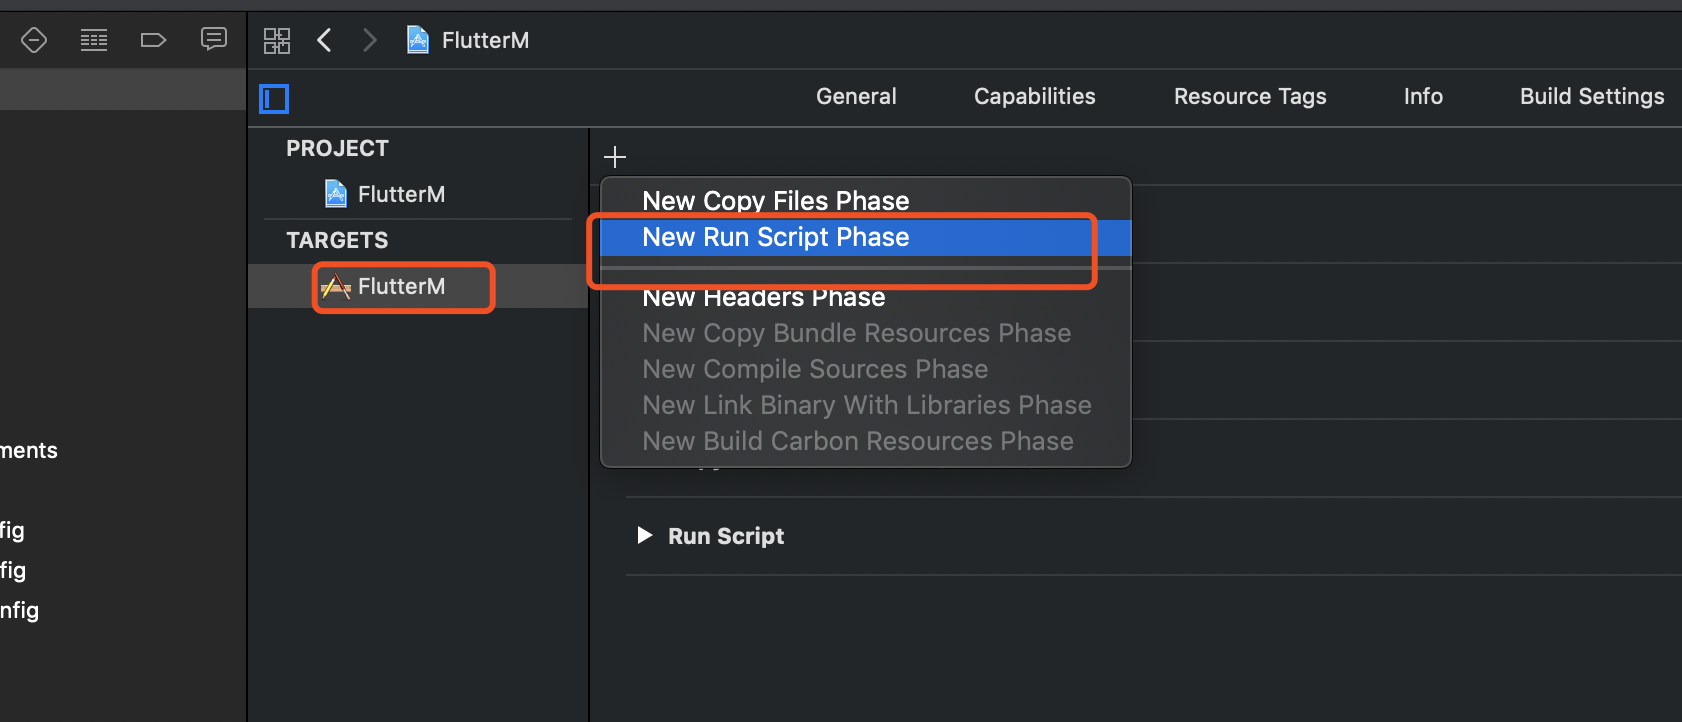 FlutterM
General Capabilities Resource Tags Info Build Settings
PROJECT
FlutterM
TARGETS
FlutterM
New Copy Files Phase
New Run Script Phase
New Headers Phase
New Copy Bundle Resources Phase
New Compile Sources Phase
New Link Binary With Libraries Phase
New Build Carbon Resources Phase
Run Script
ments
fig
fig
nfig